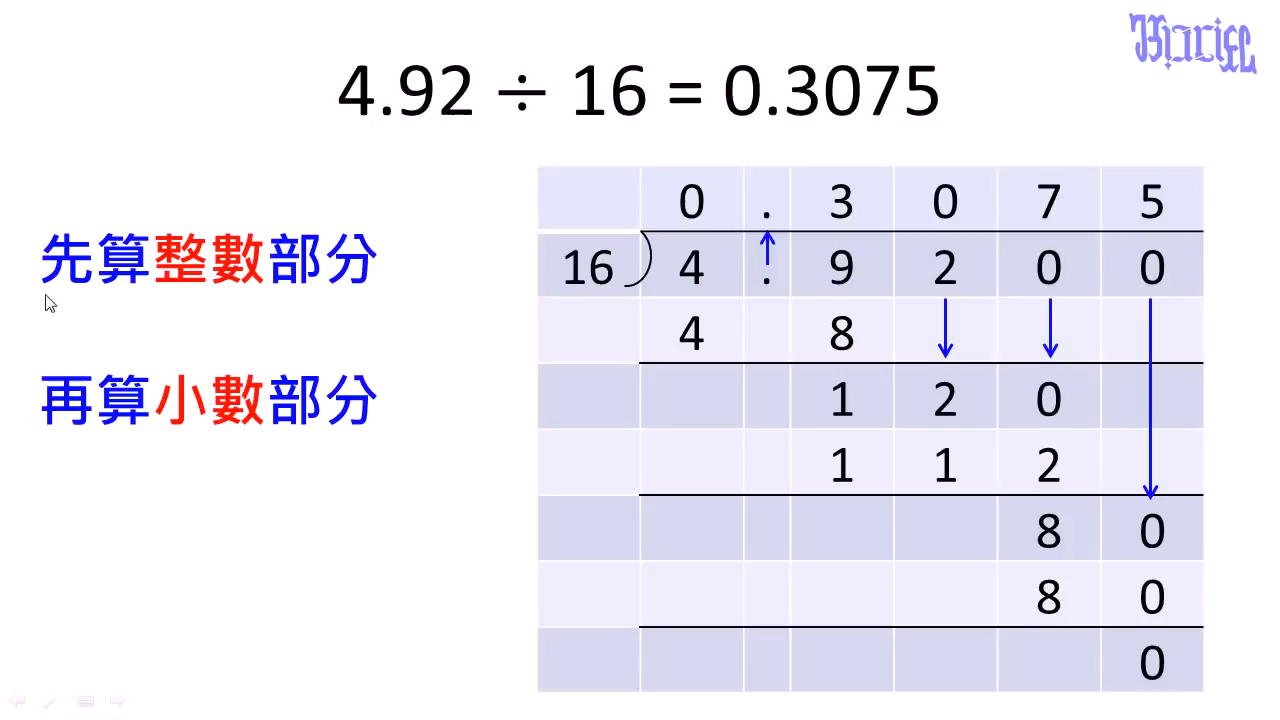 4.92 ÷ 16 = 0.3075
先算整數部分
再算小數部分
0 . 3 0 7 5
16 4 . 9 2 0 0
4 8
1 2 0
1 1 2
8 0
8 0
0